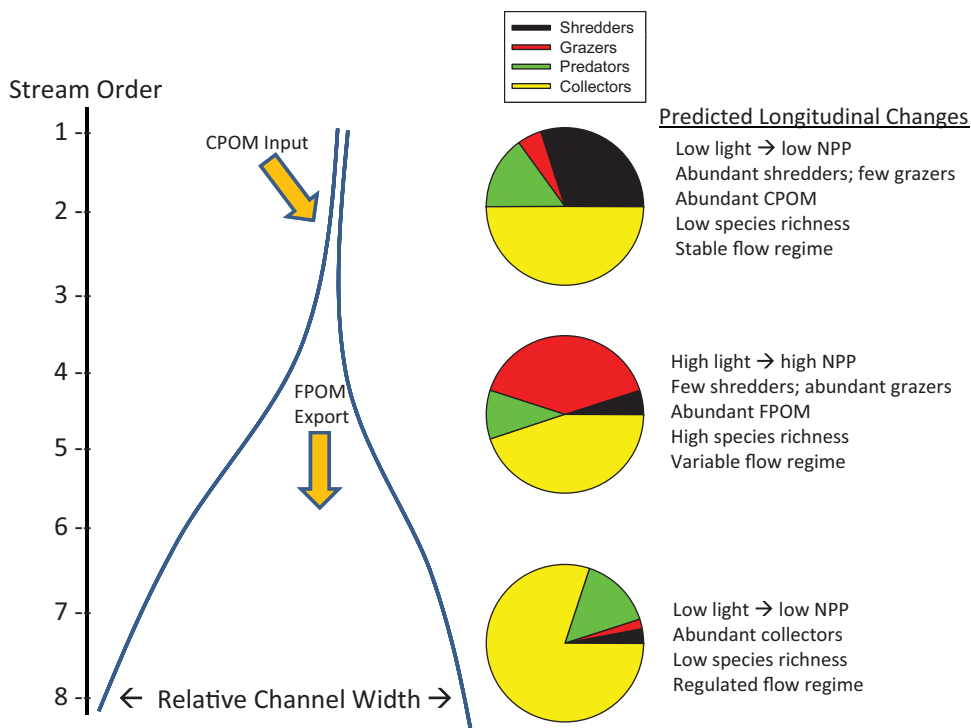 Shredders
Grazers
Predators
Collectors
Stream Order
1
2
3
4
5
6
7
8
CPOM Input
FPOM
Export
← Relative Channel Width →
Predicted Longitudinal Changes
Low light → low NPP
Abundant shredders; few grazers
Abundant CPOM
Low species richness
Stable flow regime
High light → high NPP
Few shredders; abundant grazers
Abundant FPOM
High species richness
Variable flow regime
Low light → low NPP
Abundant collectors
Low species richness
Regulated flow regime